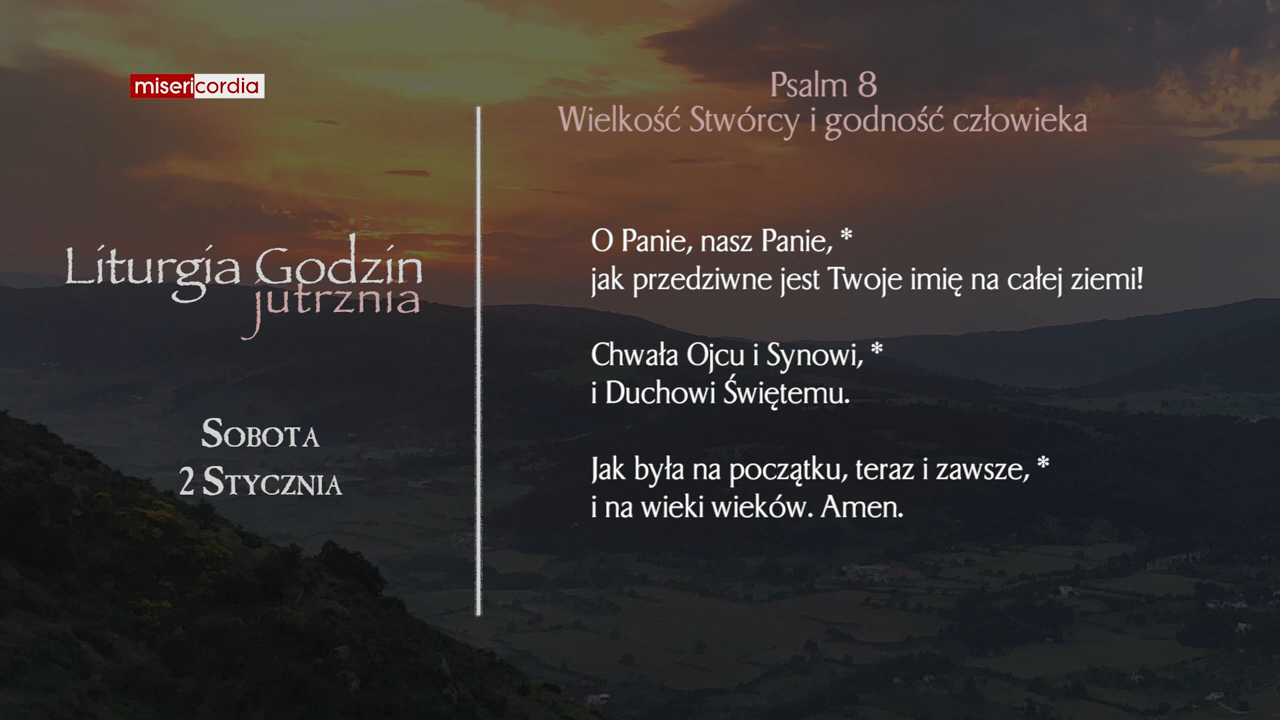 misericordia
Liturgia Godzin
jutrznia
Sobota
2 Stycznia
Psalm 8
Wielkość Stwórcy i godność człowieka
O Panie, nasz Panie, *
jak przedziwne jest Twoje imię na całej ziemi!
Chwała Ojcu i Synowi, *
i Duchowi Świętemu.
Jak była na początku, teraz i zawsze, *
i na wieki wieków. Amen.